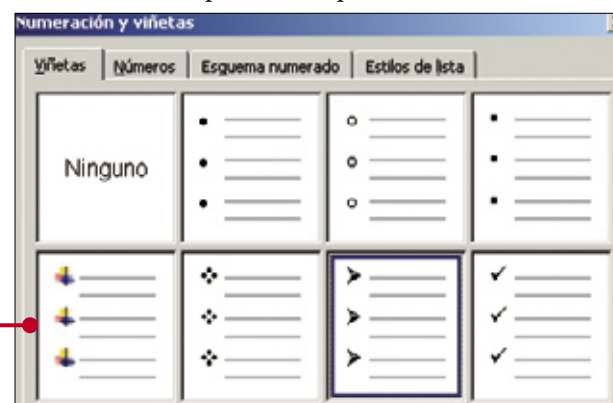 Numeración y viñetas
Viñetas Números Esquema numerado Estilos de lista
Ninguno